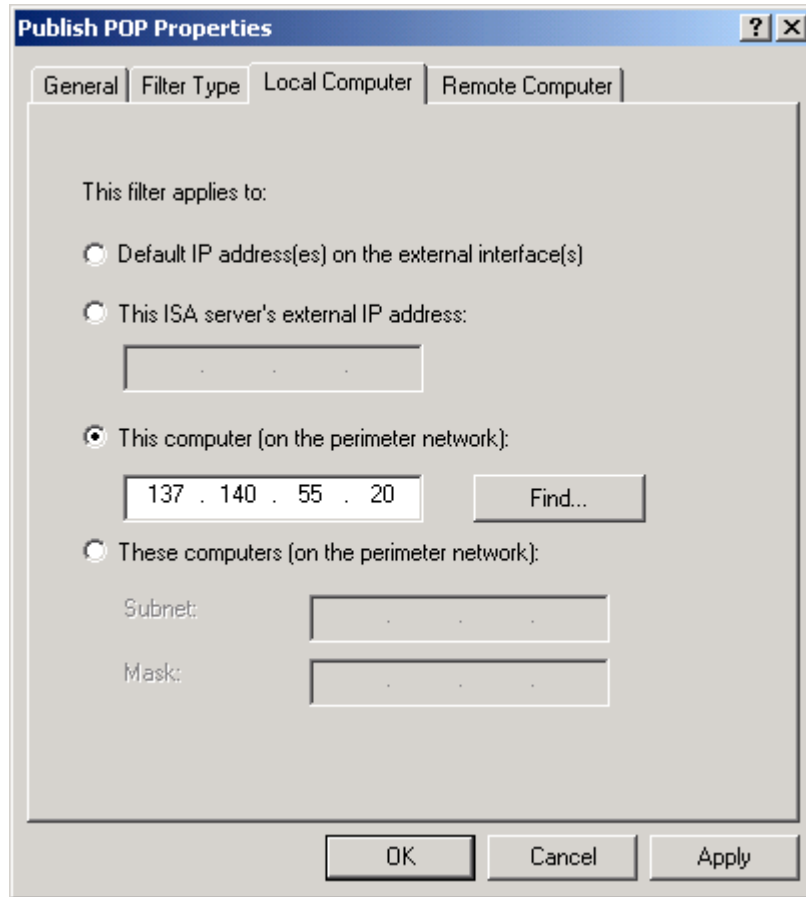 Publish POP Properties
General Filter Type Local Computer Remote Computer
This filter applies to:
Default IP address(es) on the external interface(s)
This ISA server's external IP address:
. . .
This computer (on the perimeter network):
137 . 140 . 55 . 20 Find...
These computers (on the perimeter network):
Subnet: . . .
Mask: . . .
OK Cancel Apply